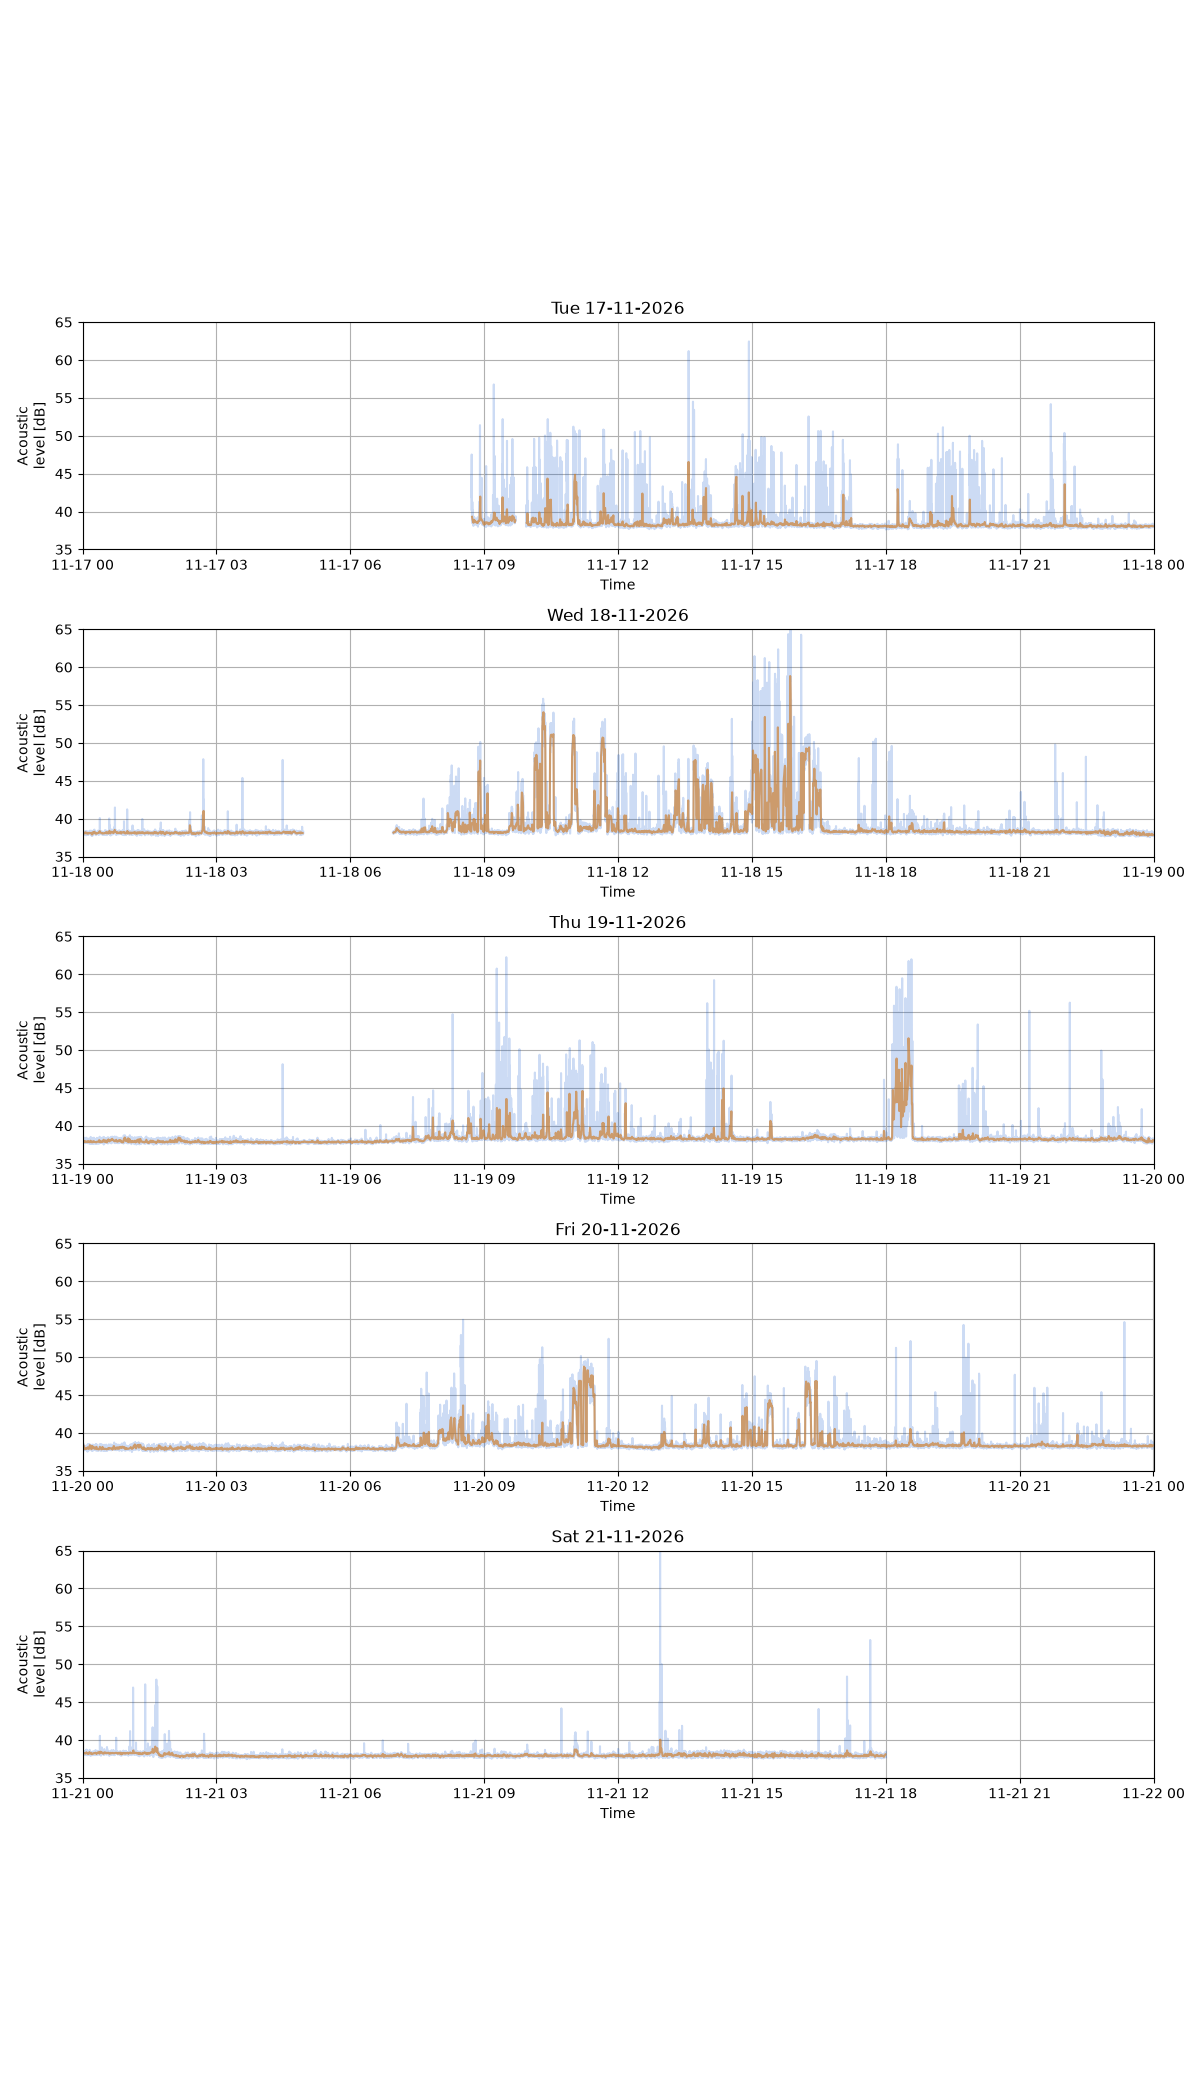 Tue 17-11-2026
Acoustic
level [dB]
65
60
55
50
45
40
35
11-17 00 11-17 03 11-17 06 11-17 09 11-17 12 11-17 15 11-17 18 11-17 21 11-18 00
Time
Wed 18-11-2026
Acoustic
level [dB]
65
60
55
50
45
40
35
11-18 00 11-18 03 11-18 06 11-18 09 11-18 12 11-18 15 11-18 18 11-18 21 11-19 00
Time
Thu 19-11-2026
Acoustic
level [dB]
65
60
55
50
45
40
35
11-19 00 11-19 03 11-19 06 11-19 09 11-19 12 11-19 15 11-19 18 11-19 21 11-20 00
Time
Fri 20-11-2026
Acoustic
level [dB]
65
60
55
50
45
40
35
11-20 00 11-20 03 11-20 06 11-20 09 11-20 12 11-20 15 11-20 18 11-20 21 11-21 00
Time
Sat 21-11-2026
Acoustic
level [dB]
65
60
55
50
45
40
35
11-21 00 11-21 03 11-21 06 11-21 09 11-21 12 11-21 15 11-21 18 11-21 21 11-22 00
Time